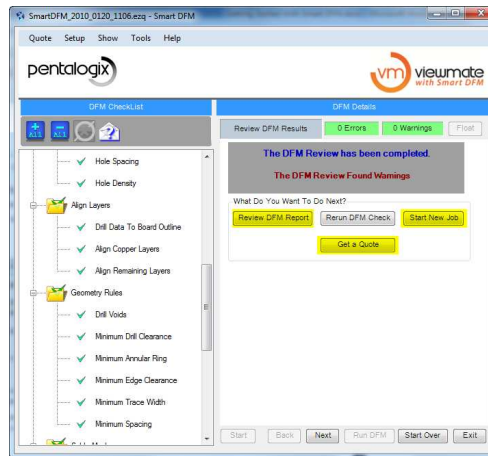 SmartDFM_2010_0120_1106.ezq - Smart DFM
Quote Setup Show Tools Help
pentalogix
vm viewmate
with Smart DFM
DFM CheckList
DFM Details
All All
Review DFM Results 0 Errors 0 Warnings Float
The DFM Review has been completed.
The DFM Review Found Warnings
What Do You Want To Do Next?
Review DFM Report Rerun DFM Check Start New Job
Get a Quote
Hole Spacing
Hole Density
Align Layers
Drill Data To Board Outline
Align Copper Layers
Align Remaining Layers
Geometry Rules
Drill Voids
Minimum Drill Clearance
Minimum Annular Ring
Minimum Edge Clearance
Minimum Trace Width
Minimum Spacing
Start Back Next Run DFM Start Over Exit